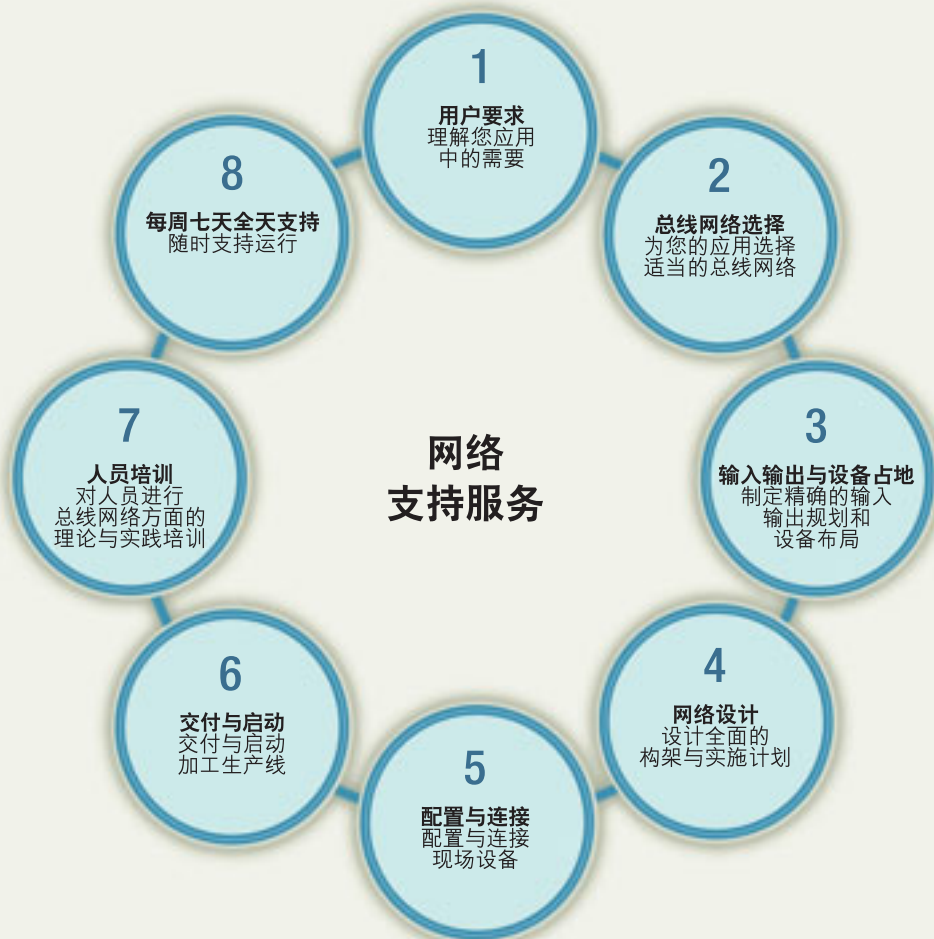 1
用户要求
理解您应用
中的需要
2
总线网络选择
为您的应用选择
适当的总线网络
3
输入输出与设备占地
制定精确的输入
输出规划和
设备布局
4
网络设计
设计全面的
构架与实施计划
5
配置与连接
配置与连接
现场设备
6
交付与启动
交付与启动
加工生产线
7
人员培训
对人员进行
总线网络方面的
理论与实践培训
8
每周七天全天支持
随时支持运行
网络
支持服务